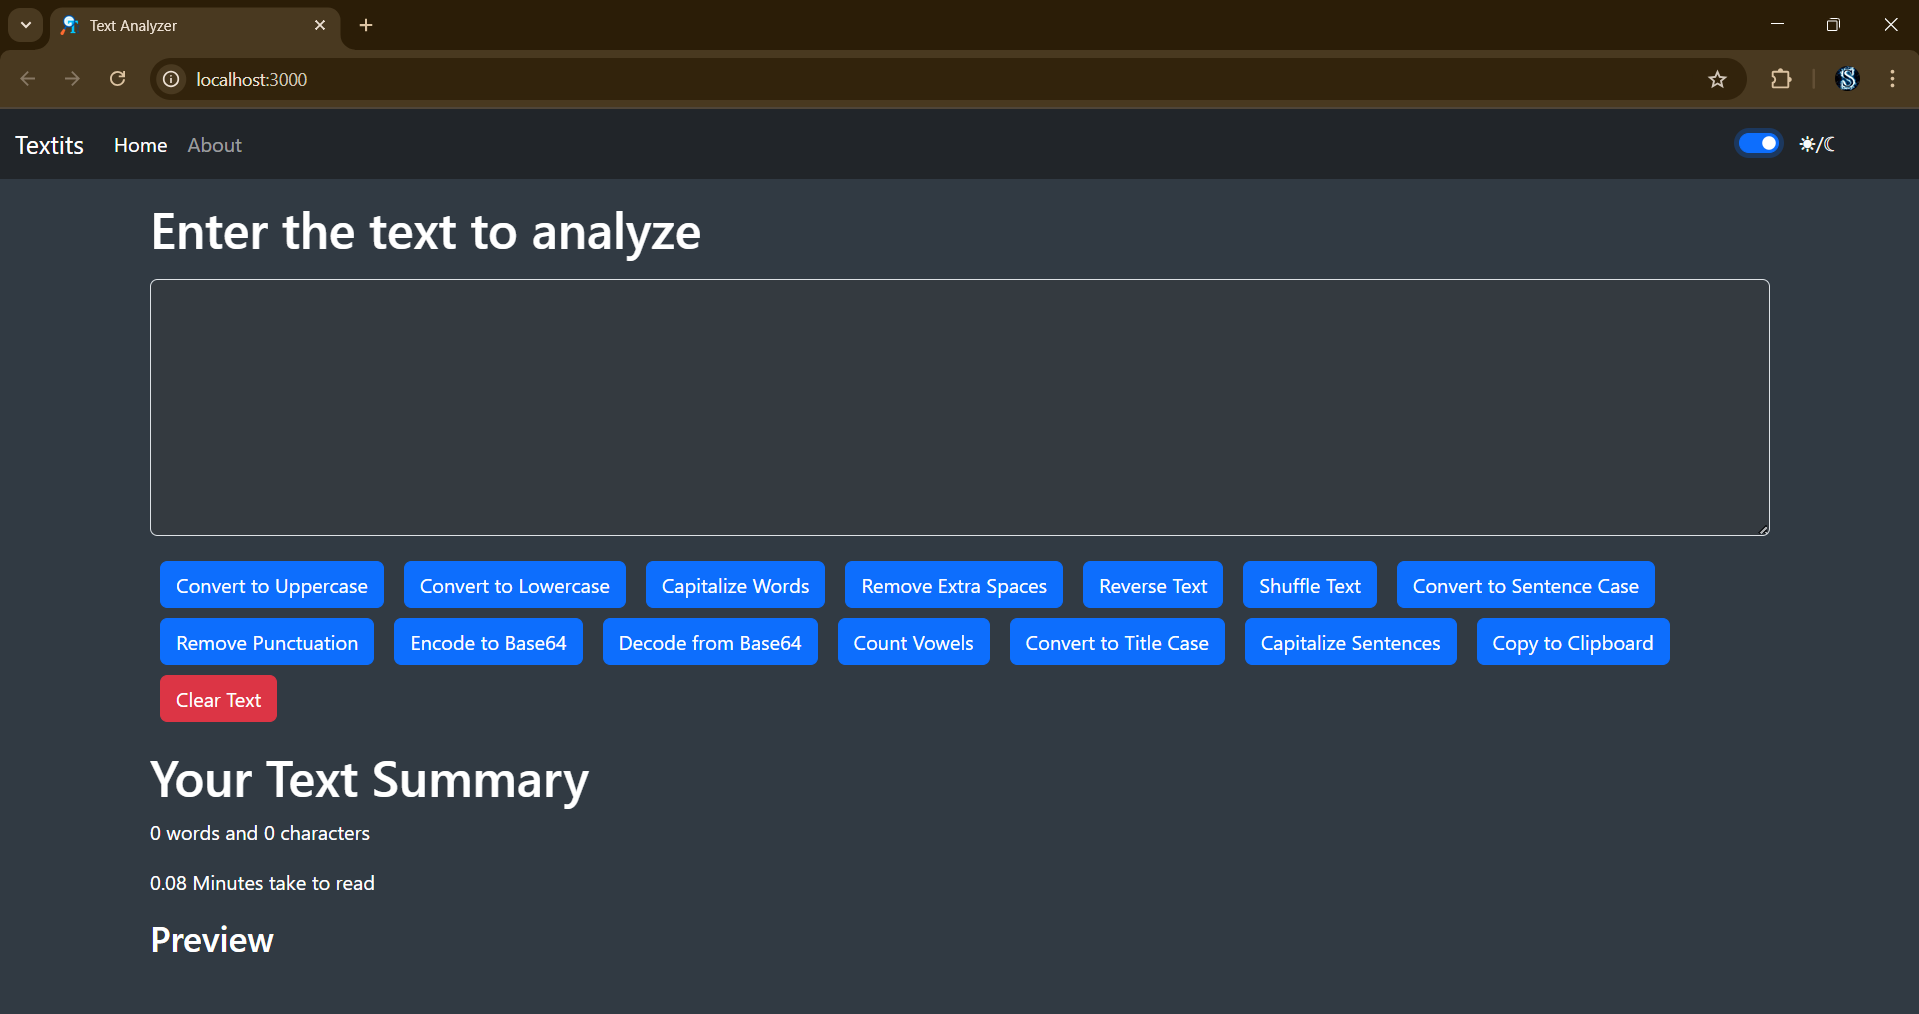 Text Analyzer
localhost:3000
Textits Home About ☀/☾
Enter the text to analyze
Convert to Uppercase Convert to Lowercase Capitalize Words Remove Extra Spaces Reverse Text Shuffle Text Convert to Sentence Case
Remove Punctuation Encode to Base64 Decode from Base64 Count Vowels Convert to Title Case Capitalize Sentences Copy to Clipboard
Clear Text
Your Text Summary
0 words and 0 characters
0.08 Minutes take to read
Preview